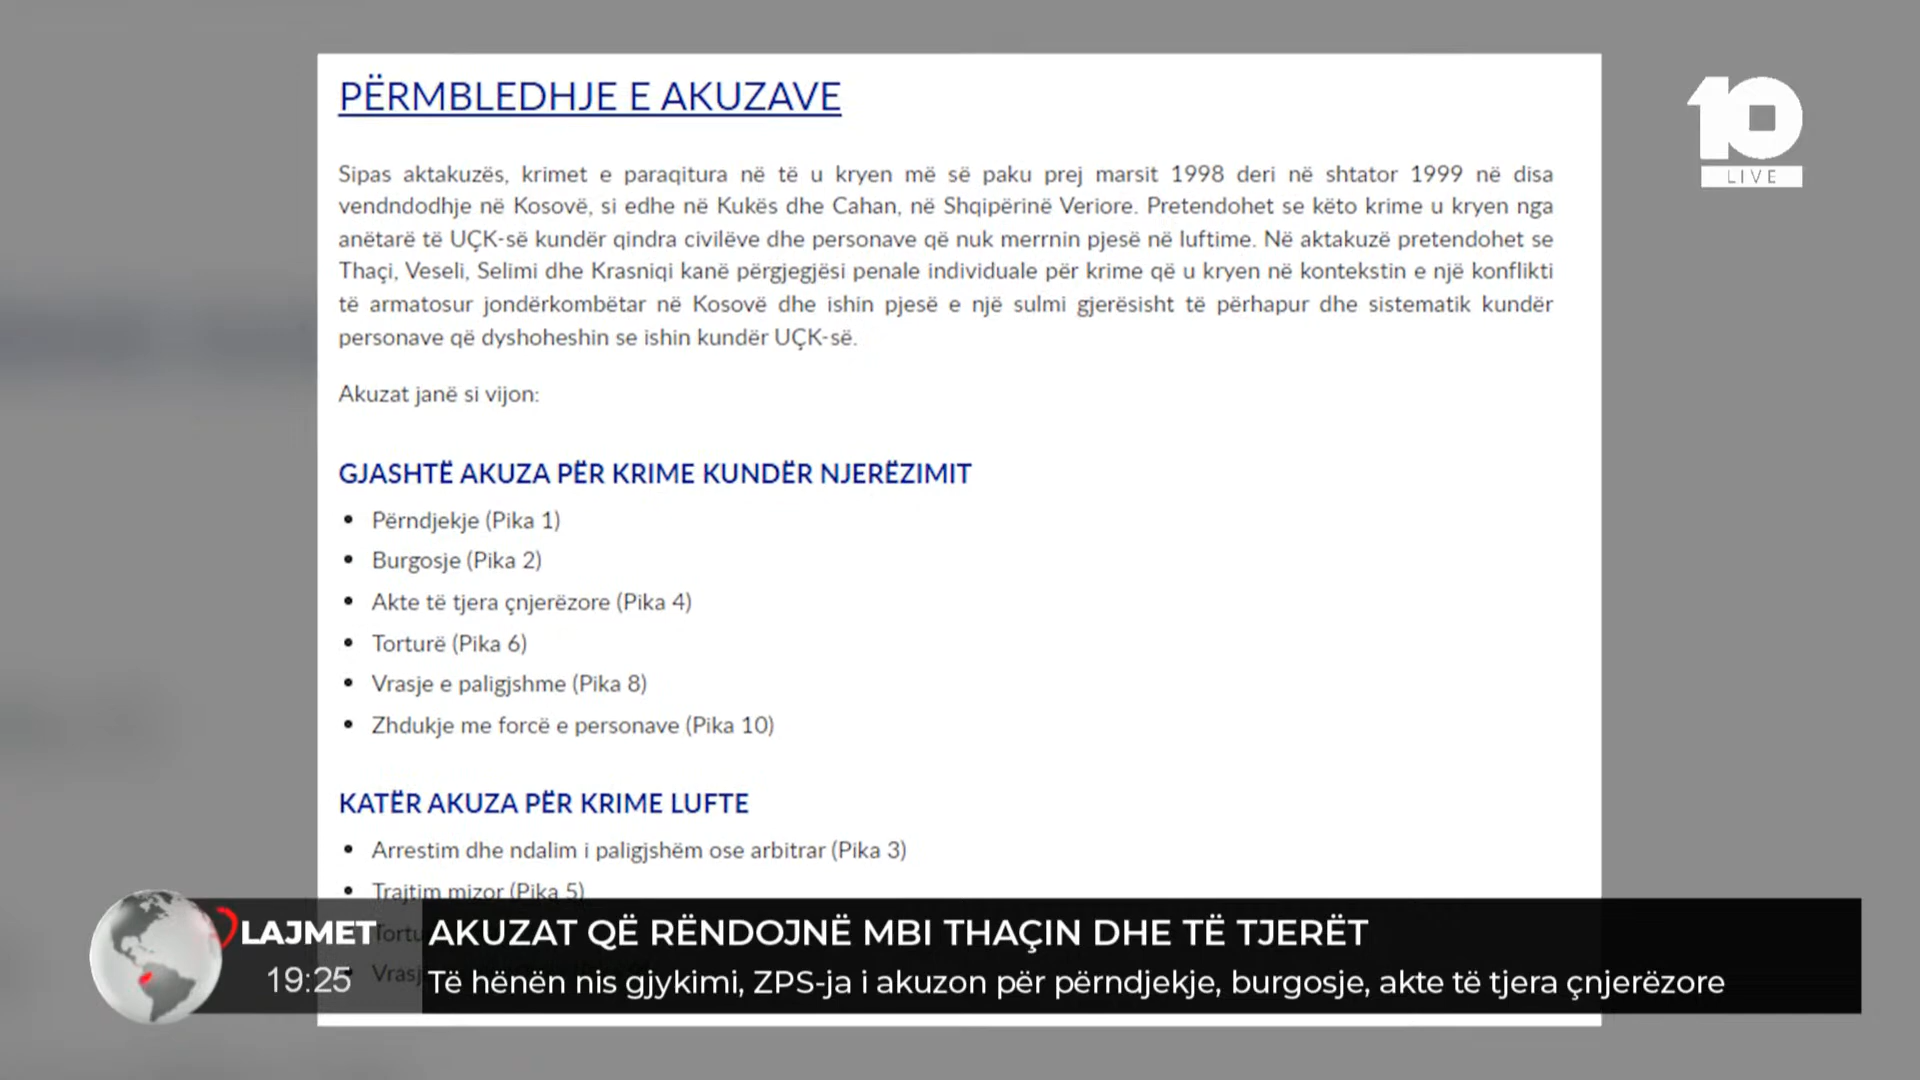 PËRMBLEDHJE E AKUZAVE
Sipas aktakuzës, krimet e paraqitura në të u kryen më së paku prej marsit 1998 deri në shtator 1999 në disa
vendndodhje në Kosovë, si edhe në Kukës dhe Cahan, në Shqipërinë Veriore. Pretendohet se këto krime u kryen nga
anëtarë të UÇK-së kundër qindra civilëve dhe personave që nuk merrnin pjesë në luftime. Në aktakuzë pretendohet se
Thaçi, Veseli, Selimi dhe Krasniqi kanë përgjegjësi penale individuale për krime që u kryen në kontekstin e një konflikti
të armatosur jondërkombëtar në Kosovë dhe ishin pjesë e një sulmi gjerësisht të përhapur dhe sistematik kundër
personave që dyshoheshin se ishin kundër UÇK-së.
Akuzat janë si vijon:
GJASHTË AKUZA PËR KRIME KUNDËR NJERËZIMIT
• Përndjekje (Pika 1)
• Burgosje (Pika 2)
• Akte të tjera çnjerëzore (Pika 4)
• Torturë (Pika 6)
• Vrasje e paligjshme (Pika 8)
• Zhdukje me forcë e personave (Pika 10)
KATËR AKUZA PËR KRIME LUFTE
• Arrestim dhe ndalim i paligjshëm ose arbitrar (Pika 3)
• Trajtim mizor (Pika 5)
10
LIVE
LAJMET
19:25
AKUZAT QË RËNDOJNË MBI THAÇIN DHE TË TJERËT
Të hënën nis gjykimi, ZPS-ja i akuzon për përndjekje, burgosje, akte të tjera çnjerëzore